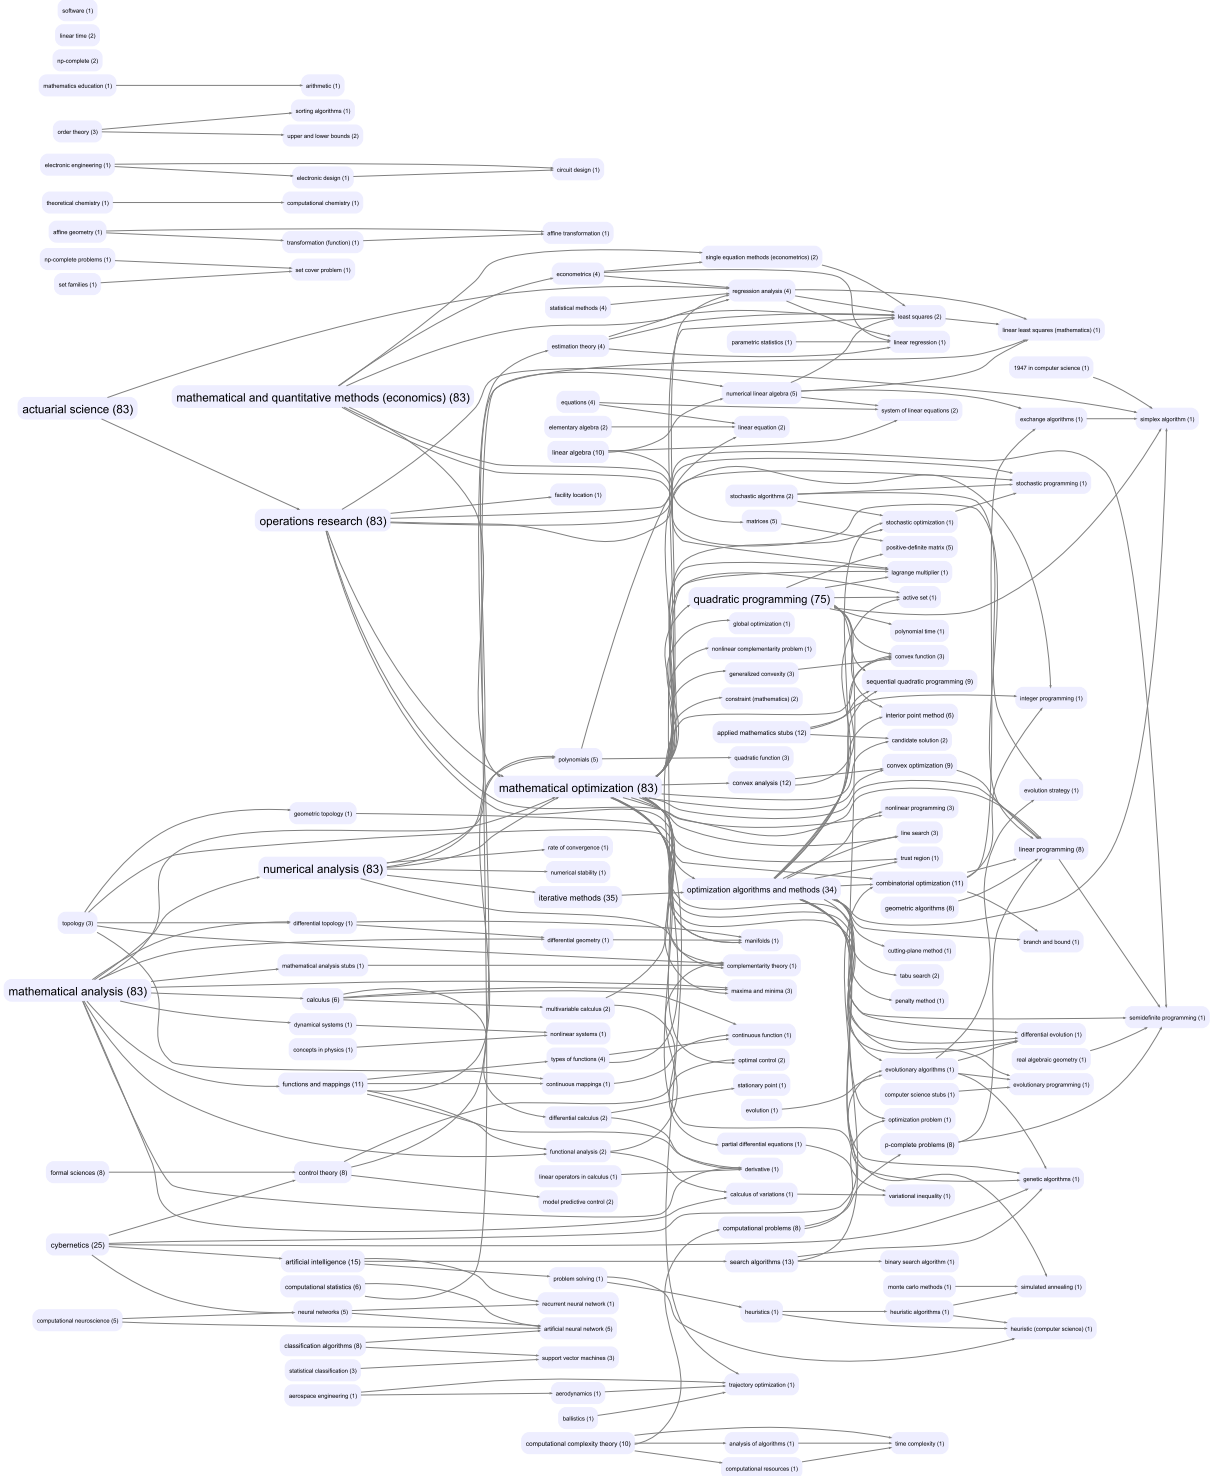 software (1)
linear time (2)
np-complete (2)
mathematics education (1)
arithmetic (1)
sorting algorithms (1)
order theory (3)
upper and lower bounds (2)
electronic engineering (1)
circuit design (1)
electronic design (1)
theoretical chemistry (1)
computational chemistry (1)
affine geometry (1)
affine transformation (1)
transformation (function) (1)
np-complete problems (1)
single equation methods (econometrics) (2)
set cover problem (1)
econometrics (4)
set families (1)
regression analysis (4)
statistical methods (4)
least squares (2)
linear least squares (mathematics) (1)
parametric statistics (1)
linear regression (1)
estimation theory (4)
1947 in computer science (1)
numerical linear algebra (5)
mathematical and quantitative methods (economics) (83)
equations (4)
actuarial science (83)
system of linear equations (2)
exchange algorithms (1)
simplex algorithm (1)
elementary algebra (2)
linear equation (2)
linear algebra (10)
stochastic programming (1)
facility location (1)
stochastic algorithms (2)
operations research (83)
matrices (5)
stochastic optimization (1)
positive-definite matrix (5)
lagrange multiplier (1)
quadratic programming (75)
active set (1)
global optimization (1)
polynomial time (1)
nonlinear complementarity problem (1)
convex function (3)
generalized convexity (3)
sequential quadratic programming (9)
constraint (mathematics) (2)
integer programming (1)
interior point method (6)
applied mathematics stubs (12)
candidate solution (2)
polynomials (5)
quadratic function (3)
convex optimization (9)
mathematical optimization (83)
convex analysis (12)
evolution strategy (1)
nonlinear programming (3)
geometric topology (1)
line search (3)
rate of convergence (1)
linear programming (8)
trust region (1)
numerical analysis (83)
numerical stability (1)
combinatorial optimization (11)
optimization algorithms and methods (34)
iterative methods (35)
geometric algorithms (8)
topology (3)
differential topology (1)
differential geometry (1)
manifolds (1)
branch and bound (1)
cutting-plane method (1)
mathematical analysis stubs (1)
complementarity theory (1)
tabu search (2)
mathematical analysis (83)
maxima and minima (3)
calculus (6)
penalty method (1)
multivariable calculus (2)
semidefinite programming (1)
dynamical systems (1)
nonlinear systems (1)
continuous function (1)
differential evolution (1)
concepts in physics (1)
types of functions (4)
optimal control (2)
real algebraic geometry (1)
evolutionary algorithms (1)
functions and mappings (11)
continuous mappings (1)
stationary point (1)
evolutionary programming (1)
computer science stubs (1)
evolution (1)
differential calculus (2)
optimization problem (1)
partial differential equations (1)
p-complete problems (8)
functional analysis (2)
formal sciences (8)
control theory (8)
derivative (1)
linear operators in calculus (1)
genetic algorithms (1)
calculus of variations (1)
variational inequality (1)
model predictive control (2)
computational problems (8)
cybernetics (25)
artificial intelligence (15)
search algorithms (13)
binary search algorithm (1)
problem solving (1)
computational statistics (6)
monte carlo methods (1)
simulated annealing (1)
recurrent neural network (1)
neural networks (5)
heuristics (1)
heuristic algorithms (1)
computational neuroscience (5)
artificial neural network (5)
heuristic (computer science) (1)
classification algorithms (8)
support vector machines (3)
statistical classification (3)
trajectory optimization (1)
aerospace engineering (1)
aerodynamics (1)
ballistics (1)
computational complexity theory (10)
analysis of algorithms (1)
time complexity (1)
computational resources (1)